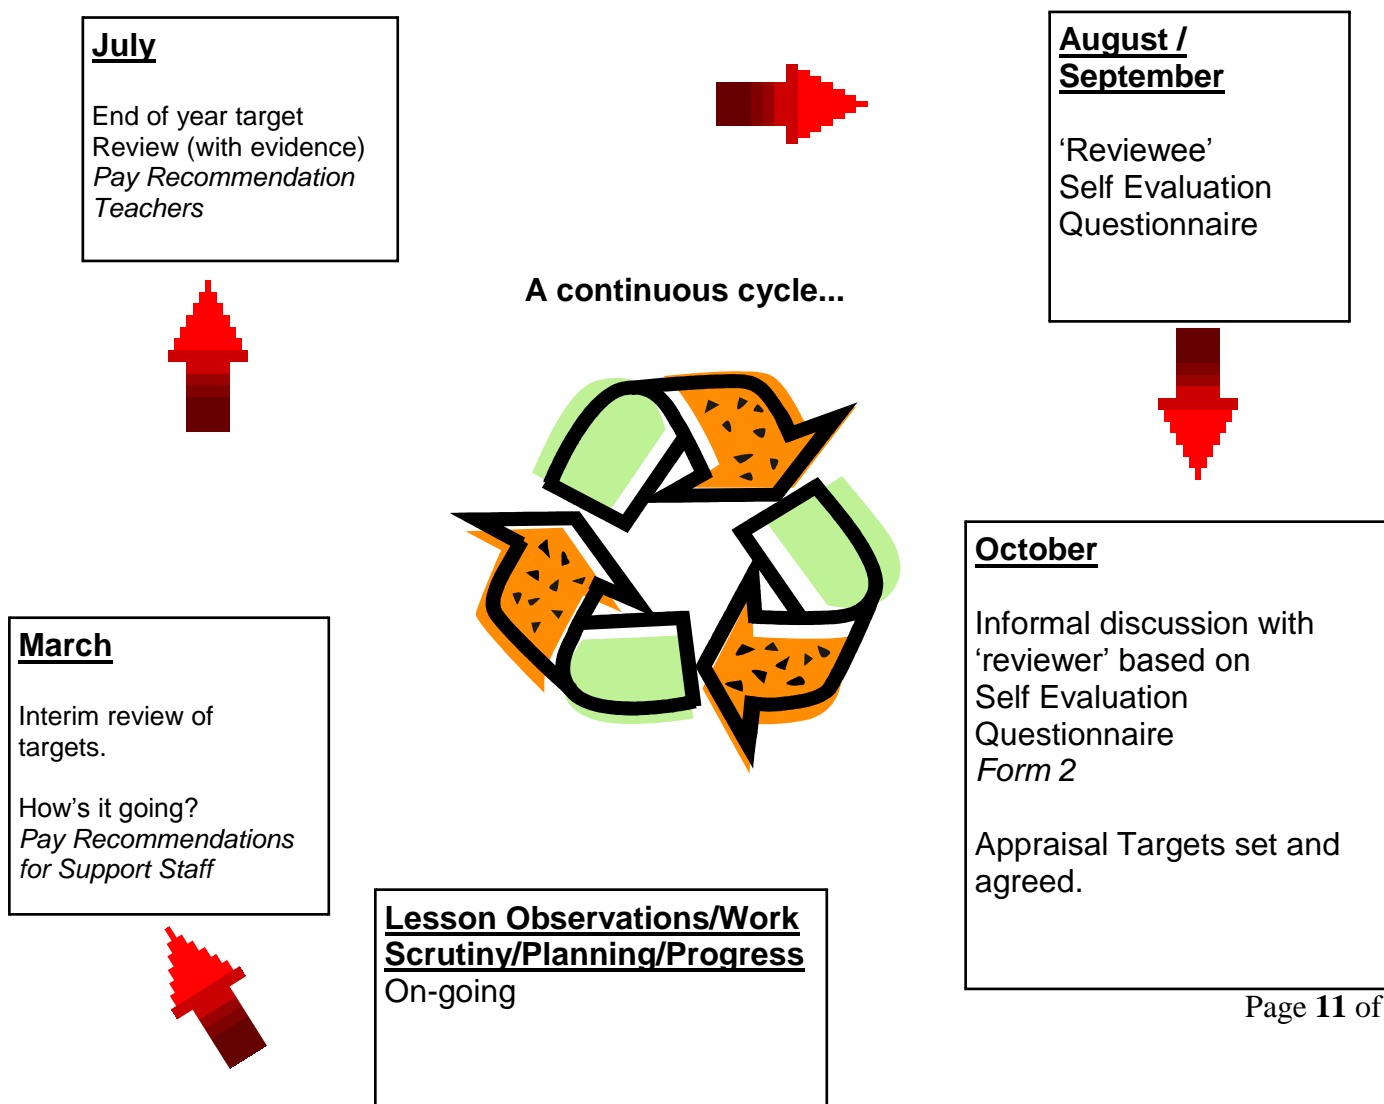 July
End of year target
Review (with evidence)
Pay Recommendation
Teachers
August /
September
‘Reviewee’
Self Evaluation
Questionnaire
A continuous cycle...
October
Informal discussion with
‘reviewer’ based on
Self Evaluation
Questionnaire
Form 2
Appraisal Targets set and
agreed.
March
Interim review of
targets.
How’s it going?
Pay Recommendations
for Support Staff
Lesson Observations/Work
Scrutiny/Planning/Progress
On-going
Page 11 of